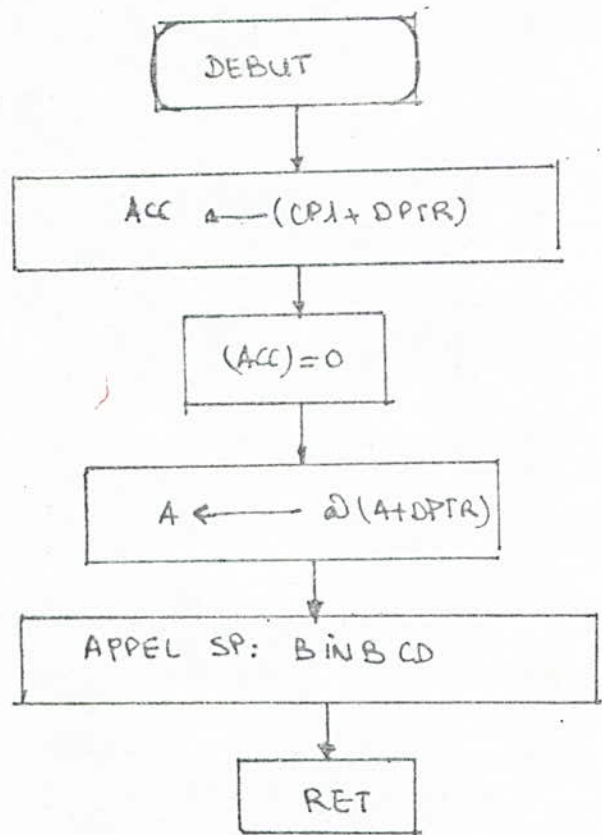 DEBUT
ACC ← (CP1+ DPTR)
(ACC)=0
A ← @(A+DPTR)
APPEL SP: BINBCD
RET